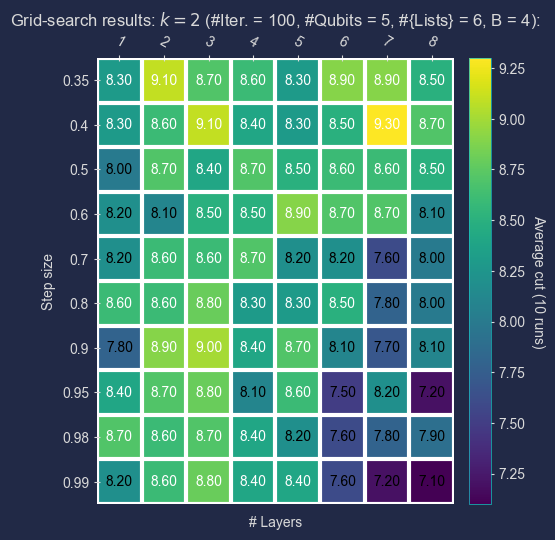 Grid-search results: k = 2 (#Iter. = 100, #Qubits = 5, #{Lists} = 6, B = 4):
1 2 3 4 5 6 7 8
0.35 8.30 9.10 8.70 8.60 8.30 8.90 8.90 8.50
0.4 8.30 8.60 9.10 8.40 8.30 8.50 9.30 8.70
0.5 8.00 8.70 8.40 8.70 8.50 8.60 8.60 8.50
0.6 8.20 8.10 8.50 8.50 8.90 8.70 8.70 8.10
0.7 8.20 8.60 8.60 8.70 8.20 8.20 7.60 8.00
0.8 8.60 8.60 8.80 8.30 8.30 8.50 7.80 8.00
0.9 7.80 8.90 9.00 8.40 8.70 8.10 7.70 8.10
0.95 8.40 8.70 8.80 8.10 8.60 7.50 8.20 7.20
0.98 8.70 8.60 8.70 8.40 8.20 7.60 7.80 7.90
0.99 8.20 8.60 8.80 8.40 8.40 7.60 7.20 7.10
Step size
# Layers
9.25
9.00
8.75
8.50
8.25
8.00
7.75
7.50
7.25
Average cut (10 runs)